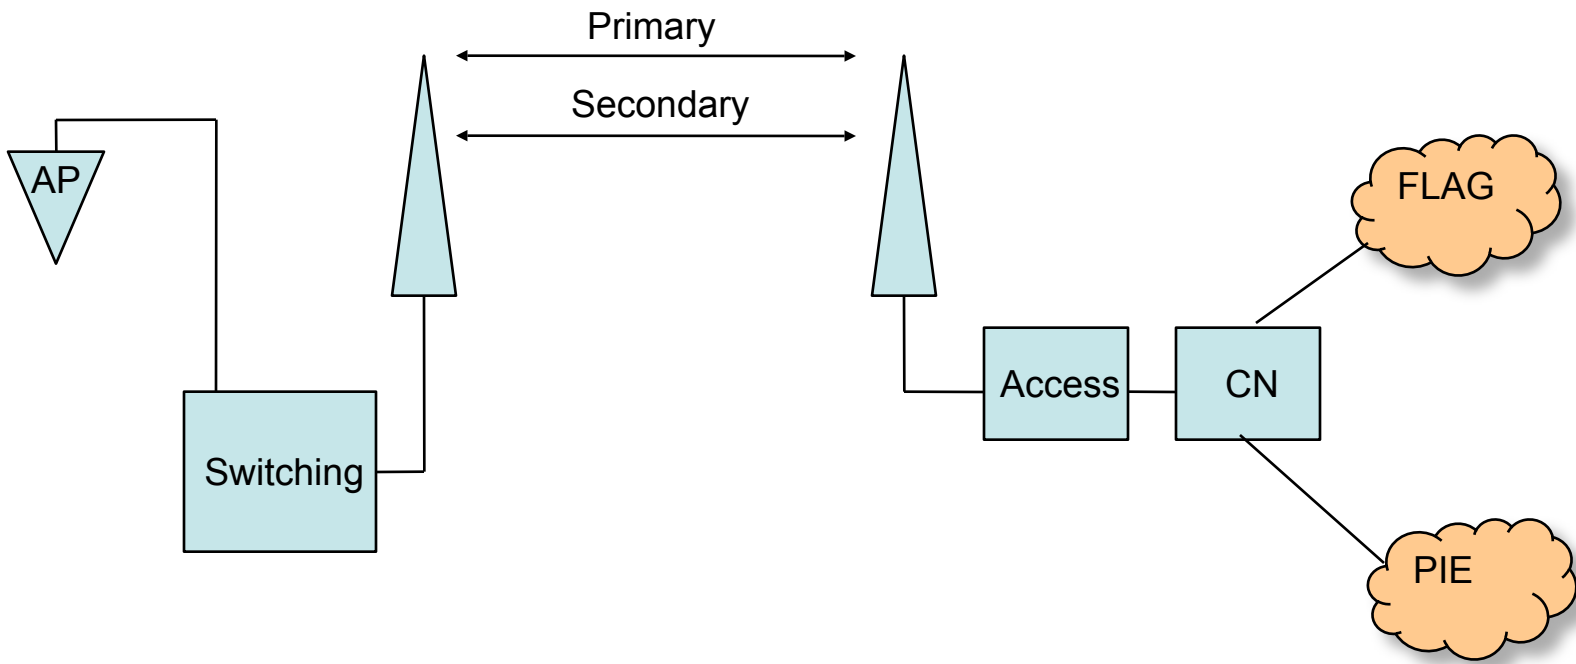 Primary
Secondary
AP
FLAG
Access
CN
Switching
PIE